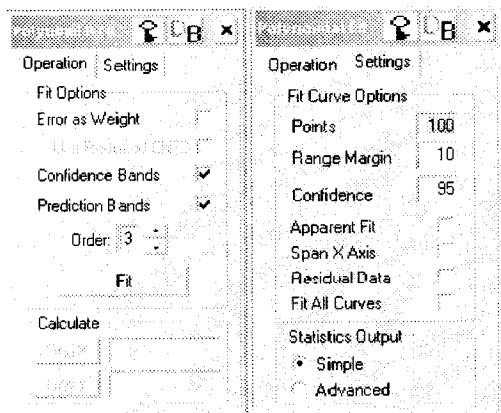 Operation Settings
Fit Options
Error as Weight
Confidence Bands
Prediction Bands
Order: 3
Fit
Calculate
Operation Settings
Fit Curve Options
Points 100
Range Margin 10
Confidence 95
Apparent Fit
Span X Axis
Residual Data
Fit All Curves
Statistics Output
Simple
Advanced